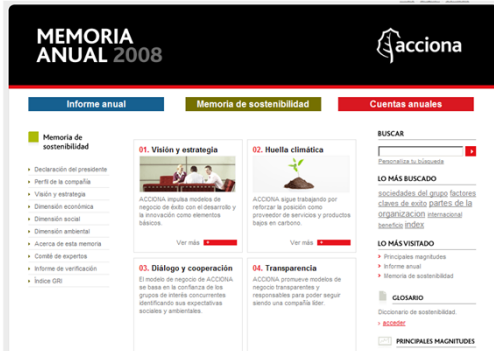 MEMORIA
ANUAL 2008
acciona
Informe anual
Memoria de sostenibilidad
Cuentas anuales
Memoria de
sostenibilidad
Declaración del presidente
Perfil de la compañía
Visión y estrategia
Dimensión económica
Dimensión social
Dimensión ambiental
Acerca de esta memoria
Comité de expertos
Informe de verificación
Índice GRI
01. Visión y estrategia
ACCIONA impulsa modelos de
negocio de éxito con el desarrollo y
la innovación como elementos
básicos.
Ver más
02. Huella climática
ACCIONA sigue trabajando por
reforzar la posición como
proveedor de servicios y productos
bajos en carbono.
Ver más
03. Diálogo y cooperación
El modelo de negocio de ACCIONA
se basa en la confianza de los
grupos de interés concurrentes
identificando sus expectativas
sociales y ambientales.
04. Transparencia
ACCIONA promueve modelos de
negocio transparentes y
responsables para poder seguir
siendo una compañía líder.
BUSCAR
Personaliza tu búsqueda
LO MÁS BUSCADO
sociedades del grupo factores
claves de exito partes de la
organizacion internacional
beneficio index
LO MÁS VISITADO
Principales magnitudes
Informe anual
Memoria de sostenibilidad
GLOSARIO
Diccionario de sostenibilidad.
acceder
PRINCIPALES MAGNITUDES